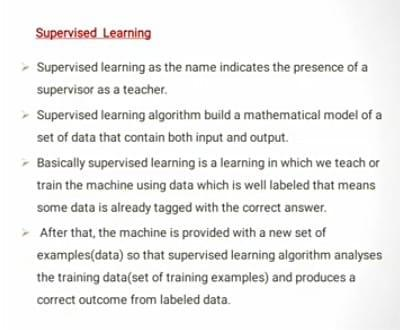 Supervised Learning
➢ Supervised learning as the name indicates the presence of a
supervisor as a teacher.
➢ Supervised learning algorithm build a mathematical model of a
set of data that contain both input and output.
➢ Basically supervised learning is a learning in which we teach or
train the machine using data which is well labeled that means
some data is already tagged with the correct answer.
➢ After that, the machine is provided with a new set of
examples(data) so that supervised learning algorithm analyses
the training data(set of training examples) and produces a
correct outcome from labeled data.